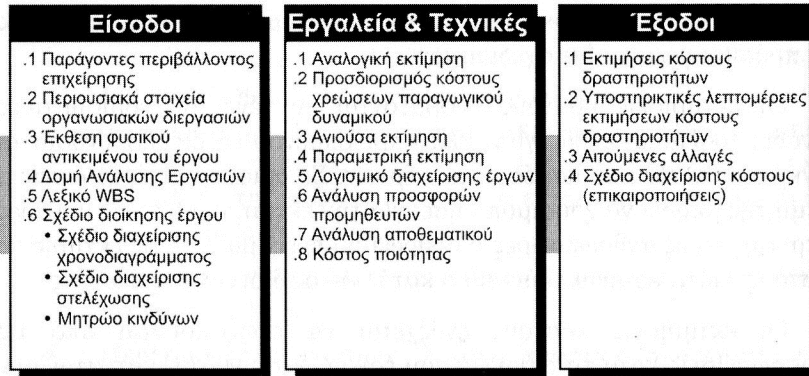 Είσοδοι
.1 Παράγοντες περιβάλλοντος
επιχείρησης
.2 Περιουσιακά στοιχεία
οργανωσιακών διεργασιών
.3 Έκθεση φυσικού
αντικειμένου του έργου
.4 Δομή Ανάλυσης Εργασιών
.5 Λεξικό WBS
.6 Σχέδιο διοίκησης έργου
• Σχέδιο διαχείρισης
χρονοδιαγράμματος
• Σχέδιο διαχείρισης
στελέχωσης
• Μητρώο κινδύνων
Εργαλεία & Τεχνικές
.1 Αναλογική εκτίμηση
.2 Προσδιορισμός κόστους
χρεώσεων παραγωγικού
δυναμικού
.3 Ανιούσα εκτίμηση
.4 Παραμετρική εκτίμηση
.5 Λογισμικό διαχείρισης έργων
.6 Ανάλυση προσφορών
προμηθευτών
.7 Ανάλυση αποθεματικού
.8 Κόστος ποιότητας
Έξοδοι
.1 Εκτιμήσεις κόστους
δραστηριοτήτων
.2 Υποστηρικτικές λεπτομέρειες
εκτιμήσεων κόστους
δραστηριοτήτων
.3 Αιτούμενες αλλαγές
.4 Σχέδιο διαχείρισης κόστους
(επικαιροποιήσεις)